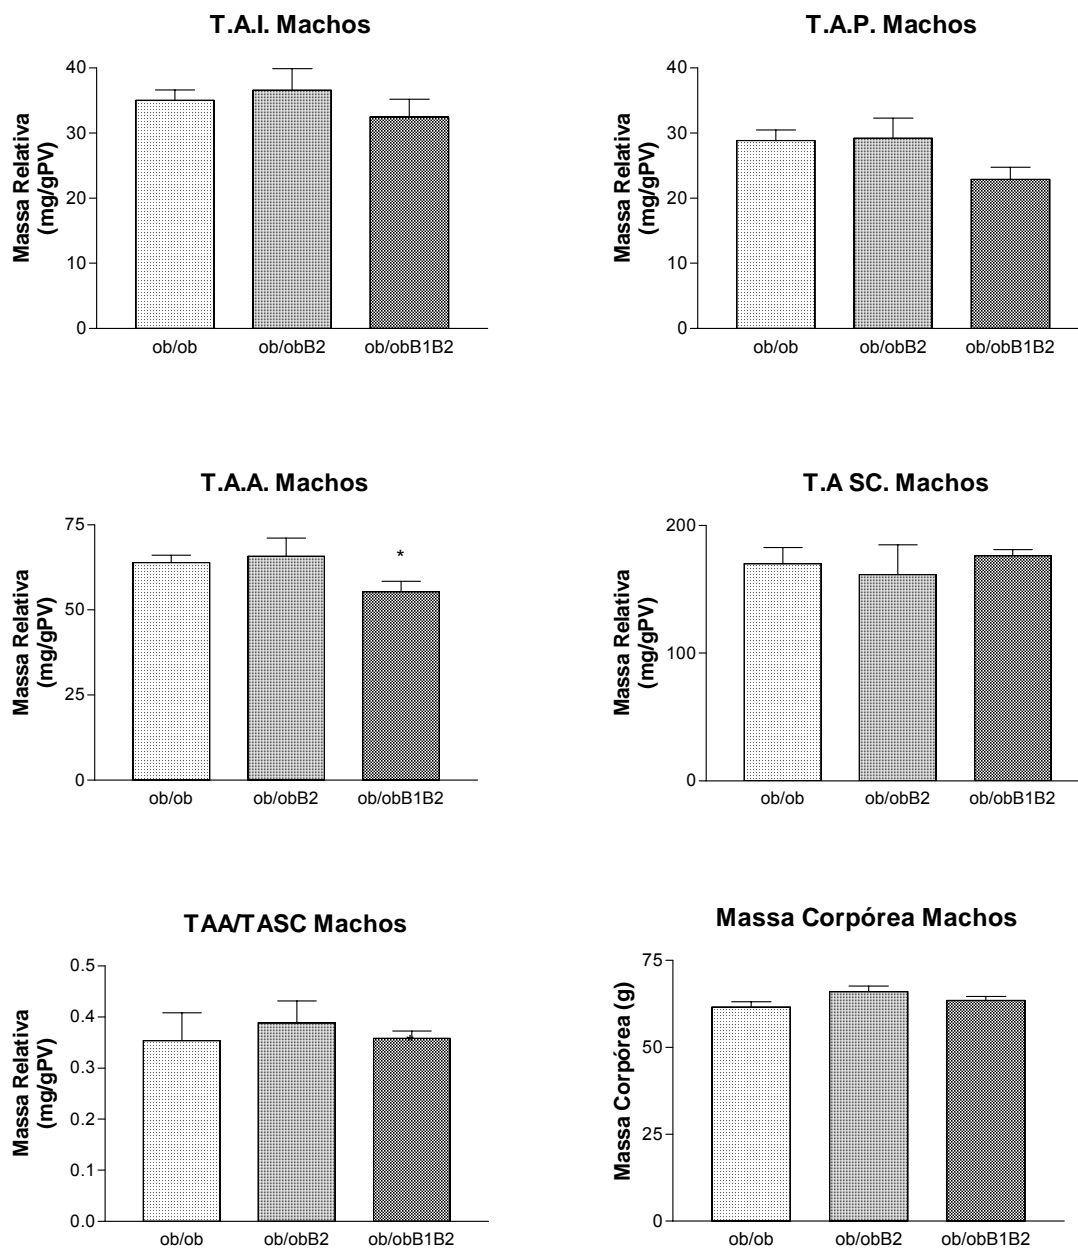 T.A.I. Machos
Massa Relativa
(mg/gPV)
40
30
20
10
0
ob/ob ob/obB2 ob/obB1B2
T.A.P. Machos
Massa Relativa
(mg/gPV)
40
30
20
10
0
ob/ob ob/obB2 ob/obB1B2
T.A.A. Machos
Massa Relativa
(mg/gPV)
75
50
25
0
*
ob/ob ob/obB2 ob/obB1B2
T.A SC. Machos
Massa Relativa
(mg/gPV)
200
100
0
ob/ob ob/obB2 ob/obB1B2
TAA/TASC Machos
Massa Relativa
(mg/gPV)
0.5
0.4
0.3
0.2
0.1
0.0
*
ob/ob ob/obB2 ob/obB1B2
Massa Corpórea Machos
Massa Corpórea (g)
75
50
25
0
ob/ob ob/obB2 ob/obB1B2